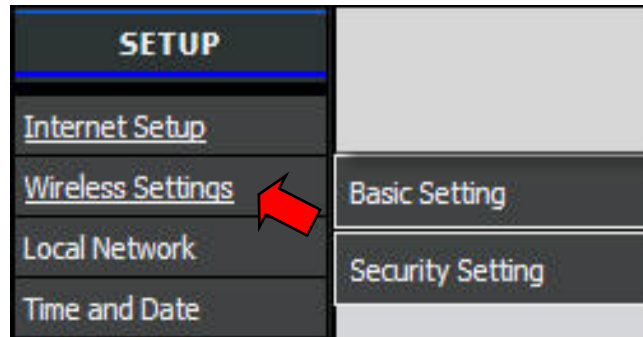 SETUP
Internet Setup
Wireless Settings
Basic Setting
Local Network
Security Setting
Time and Date